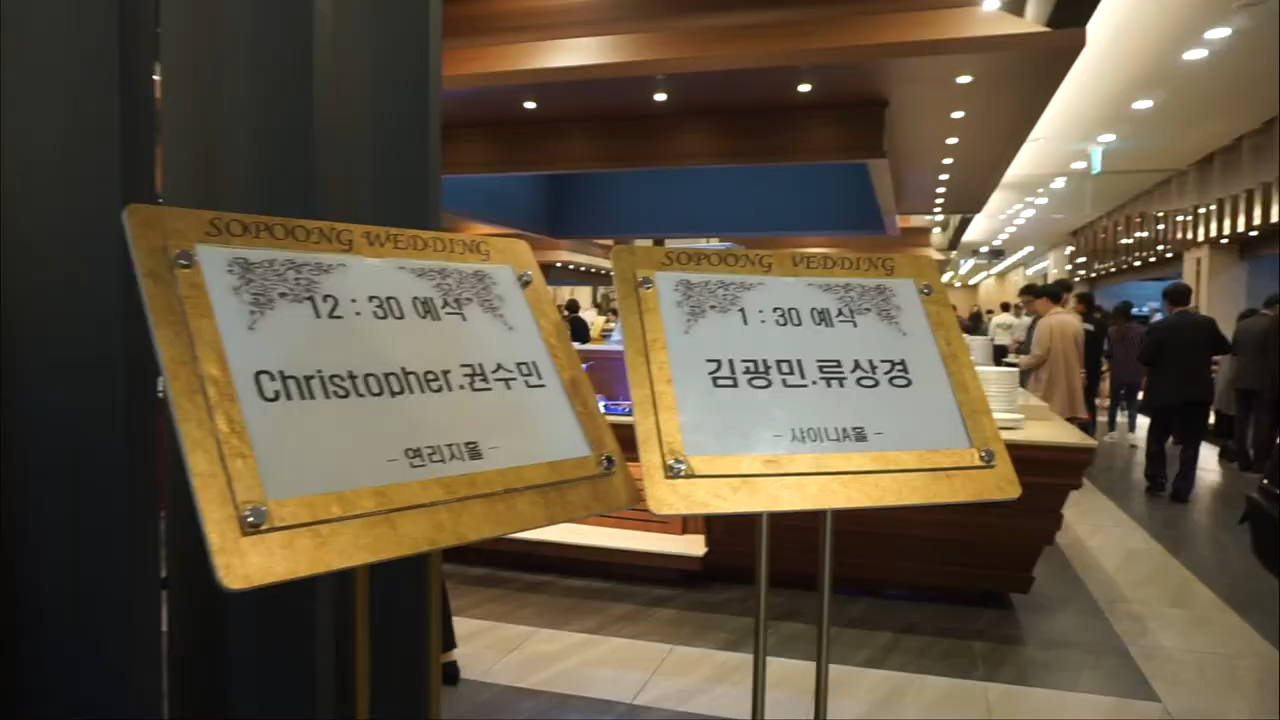 SOPOONG WEDDING
12 : 30 예식
Christopher.권수민
- 연리지홀 -
SOPOONG WEDDING
1 : 30 예식
김광민.류상경
- 샤이니A홀 -